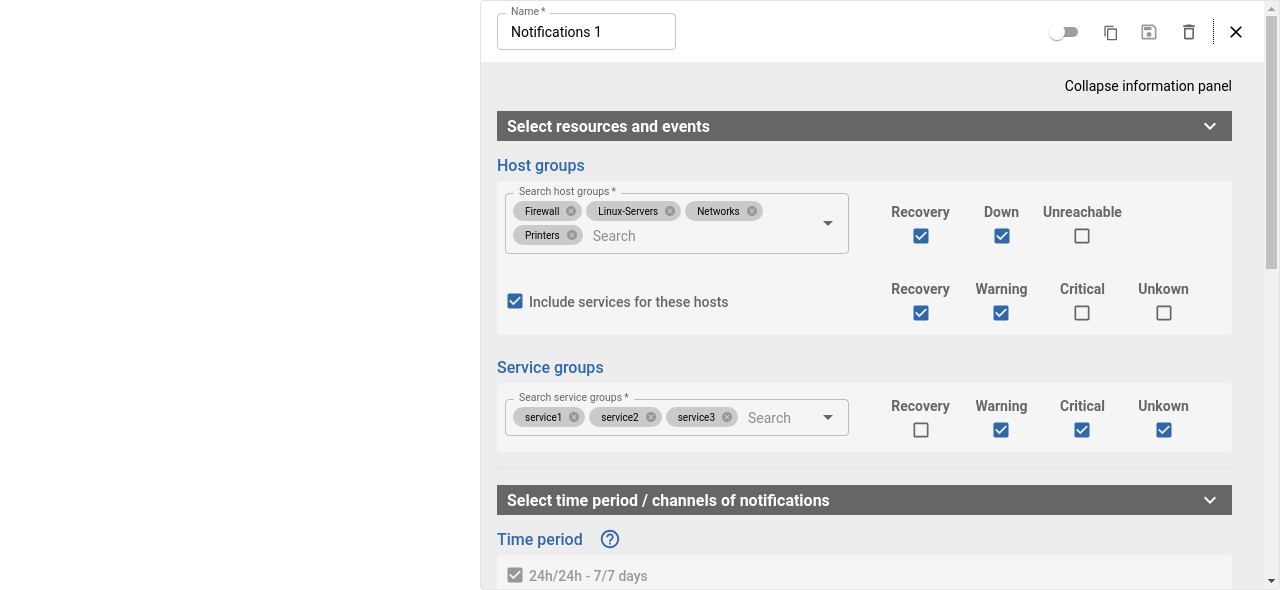 Name *
Notifications 1
Collapse information panel
Select resources and events
Host groups
Search host groups *
Firewall Linux-Servers Networks
Printers Search
Recovery Down Unreachable
Include services for these hosts
Recovery Warning Critical Unkown
Service groups
Search service groups *
service1 service2 service3 Search
Recovery Warning Critical Unkown
Select time period / channels of notifications
Time period ?
24h/24h - 7/7 days